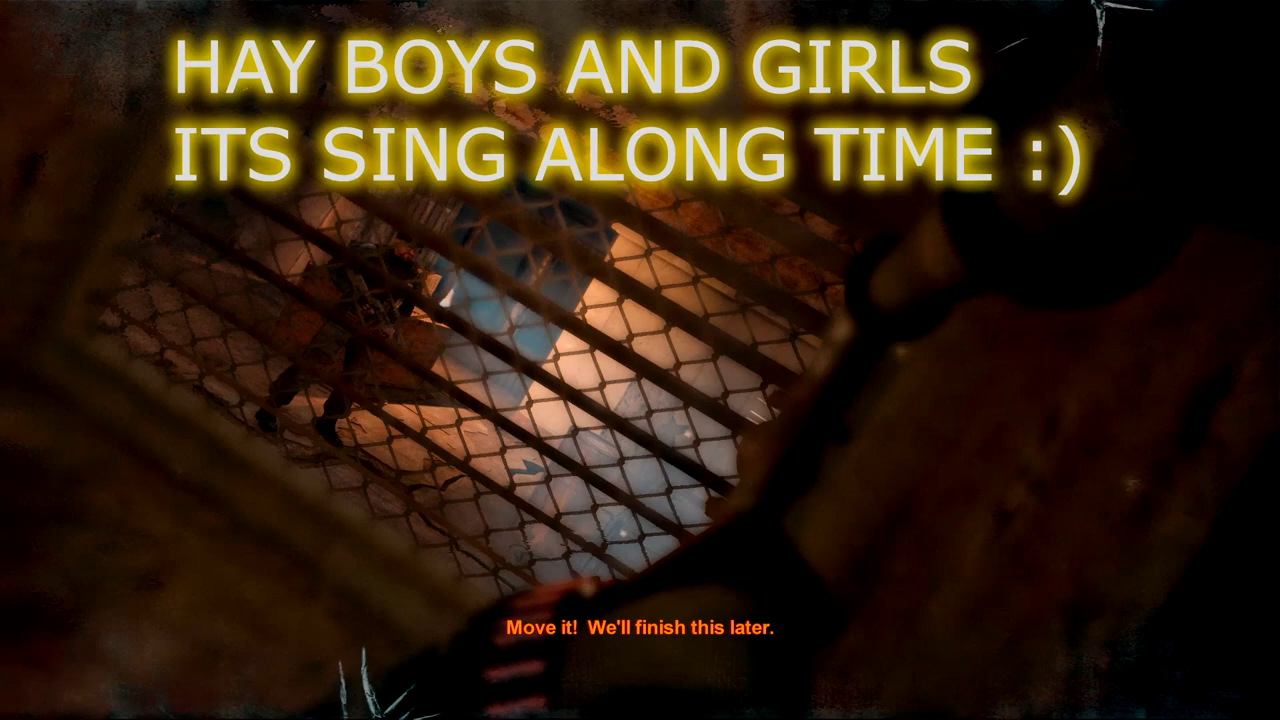 HAY BOYS AND GIRLS
ITS SING ALONG TIME :)
Move it!  We'll finish this later.